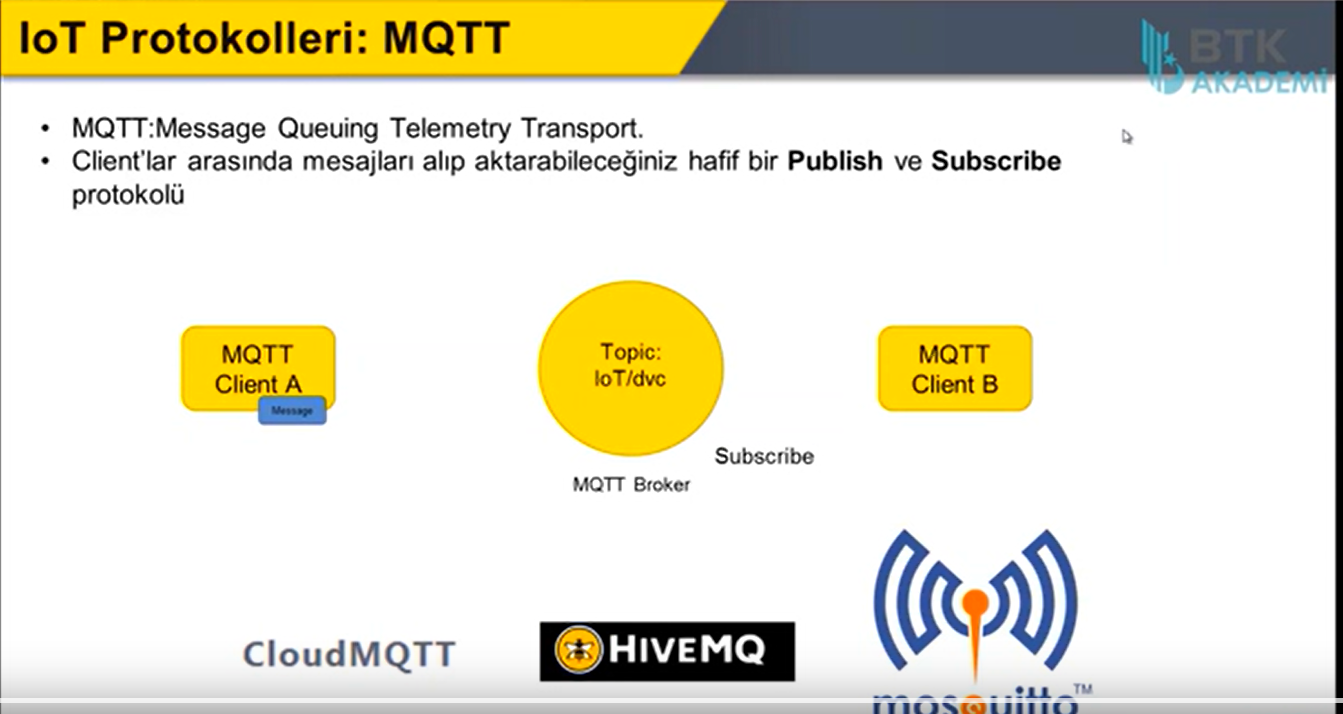 IoT Protokolleri: MQTT
BTK
AKADEMİ
• MQTT:Message Queuing Telemetry Transport.
• Client'lar arasında mesajları alıp aktarabileceğiniz hafif bir Publish ve Subscribe
protokolü
MQTT
Client A
Message
Topic:
IoT/dvc
MQTT
Client B
Subscribe
MQTT Broker
CloudMQTT
HIVEMQ
mosquitto™